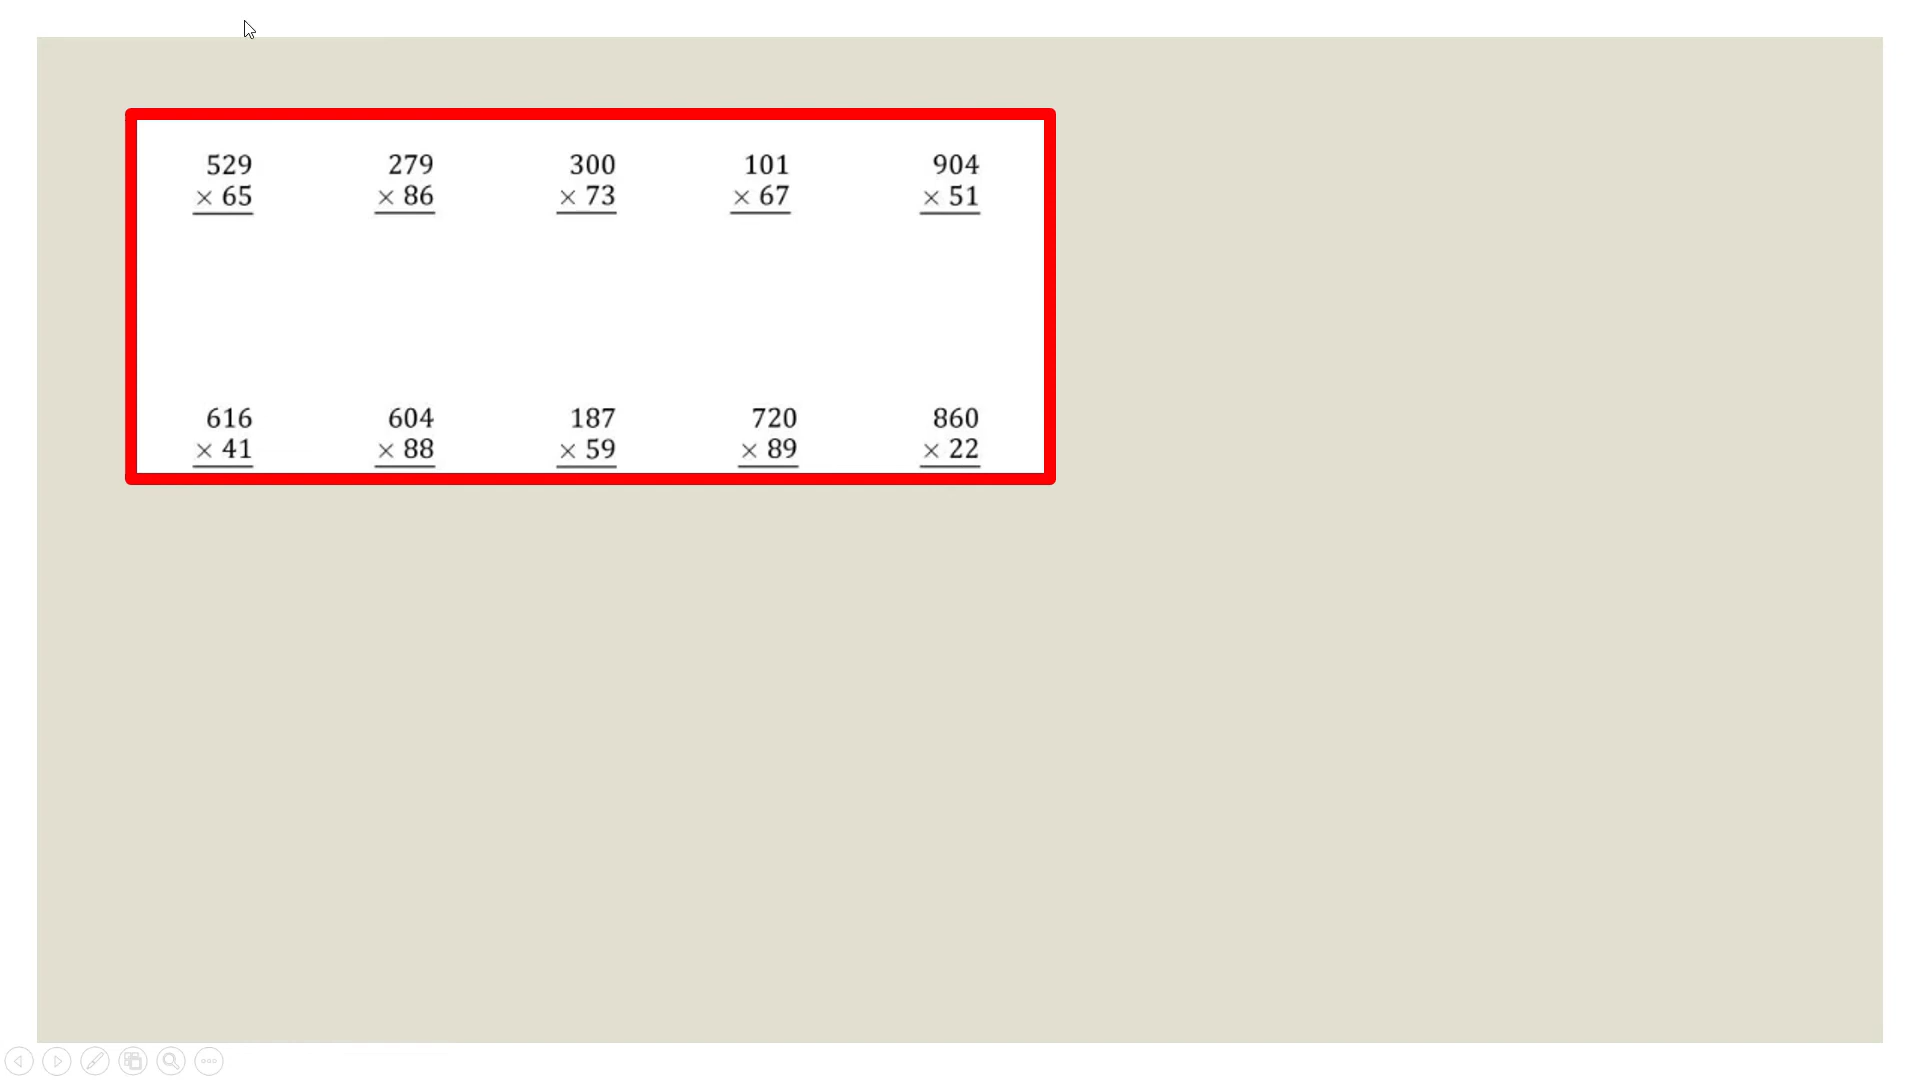 529 279 300 101 904
× 65 × 86 × 73 × 67 × 51
616 604 187 720 860
× 41 × 88 × 59 × 89 × 22